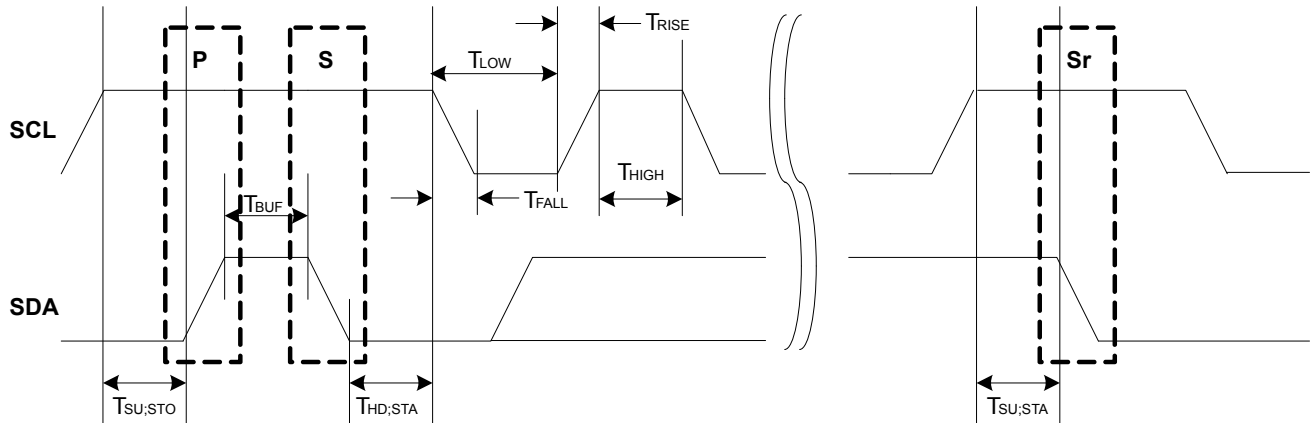 TRISE
P
S
TLOW
Sr
SCL
THIGH
TFALL
TBUF
SDA
TSU;STO
THD;STA
TSU;STA